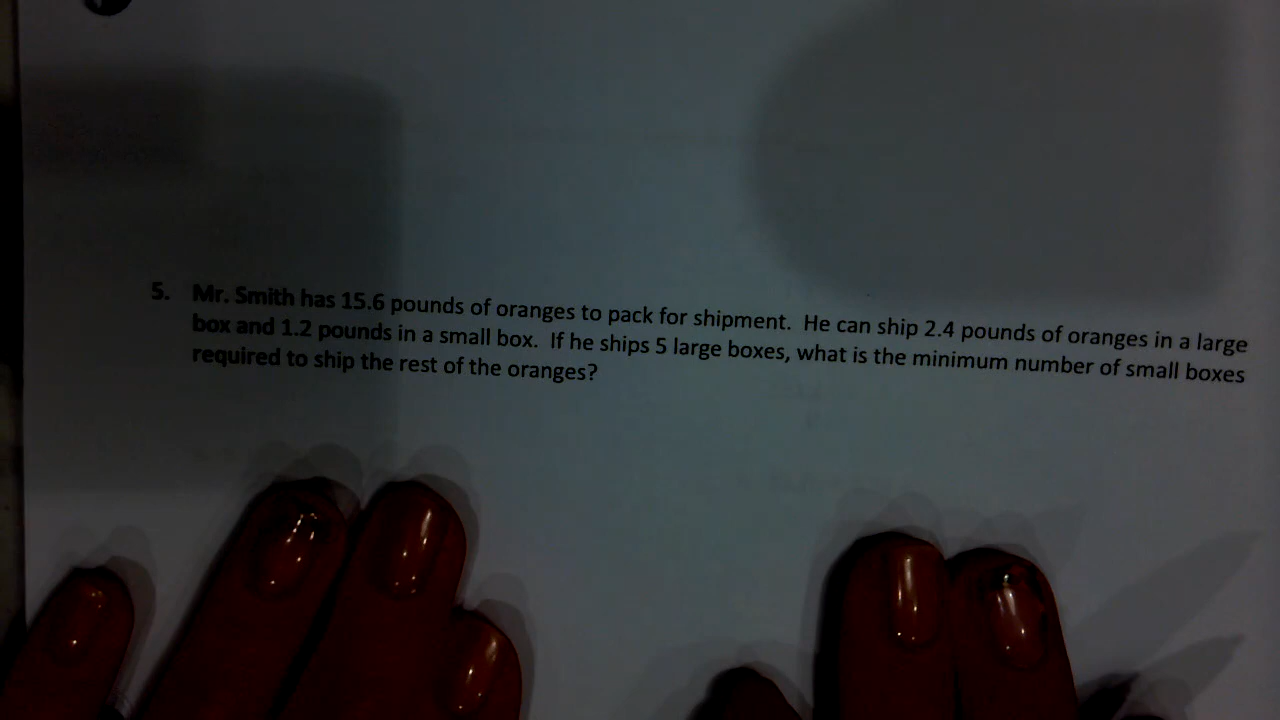 5. Mr. Smith has 15.6 pounds of oranges to pack for shipment. He can ship 2.4 pounds of oranges in a large
box and 1.2 pounds in a small box. If he ships 5 large boxes, what is the minimum number of small boxes
required to ship the rest of the oranges?